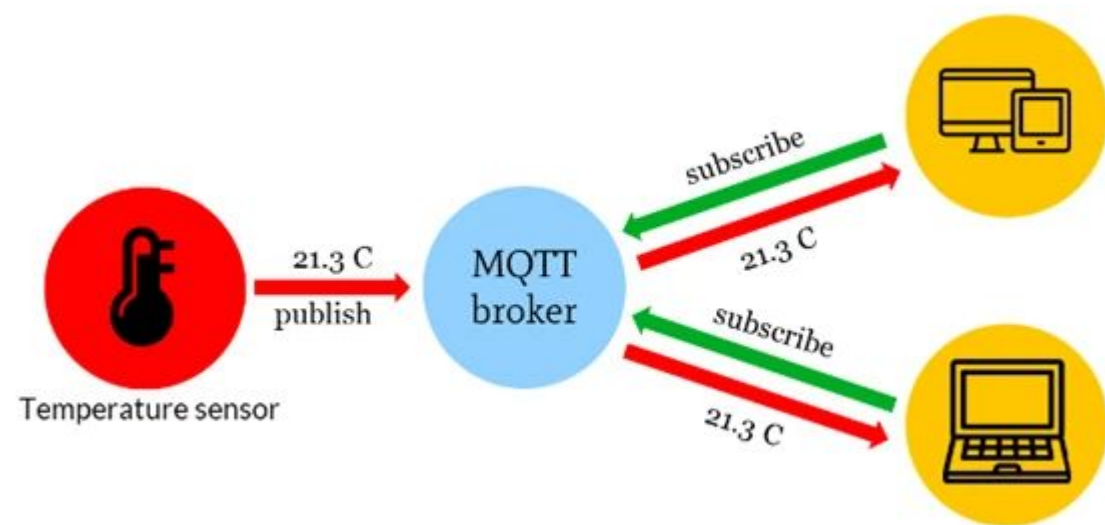 subscribe
21.3 C
21.3 C
publish
MQTT
broker
subscribe
21.3 C
Temperature sensor